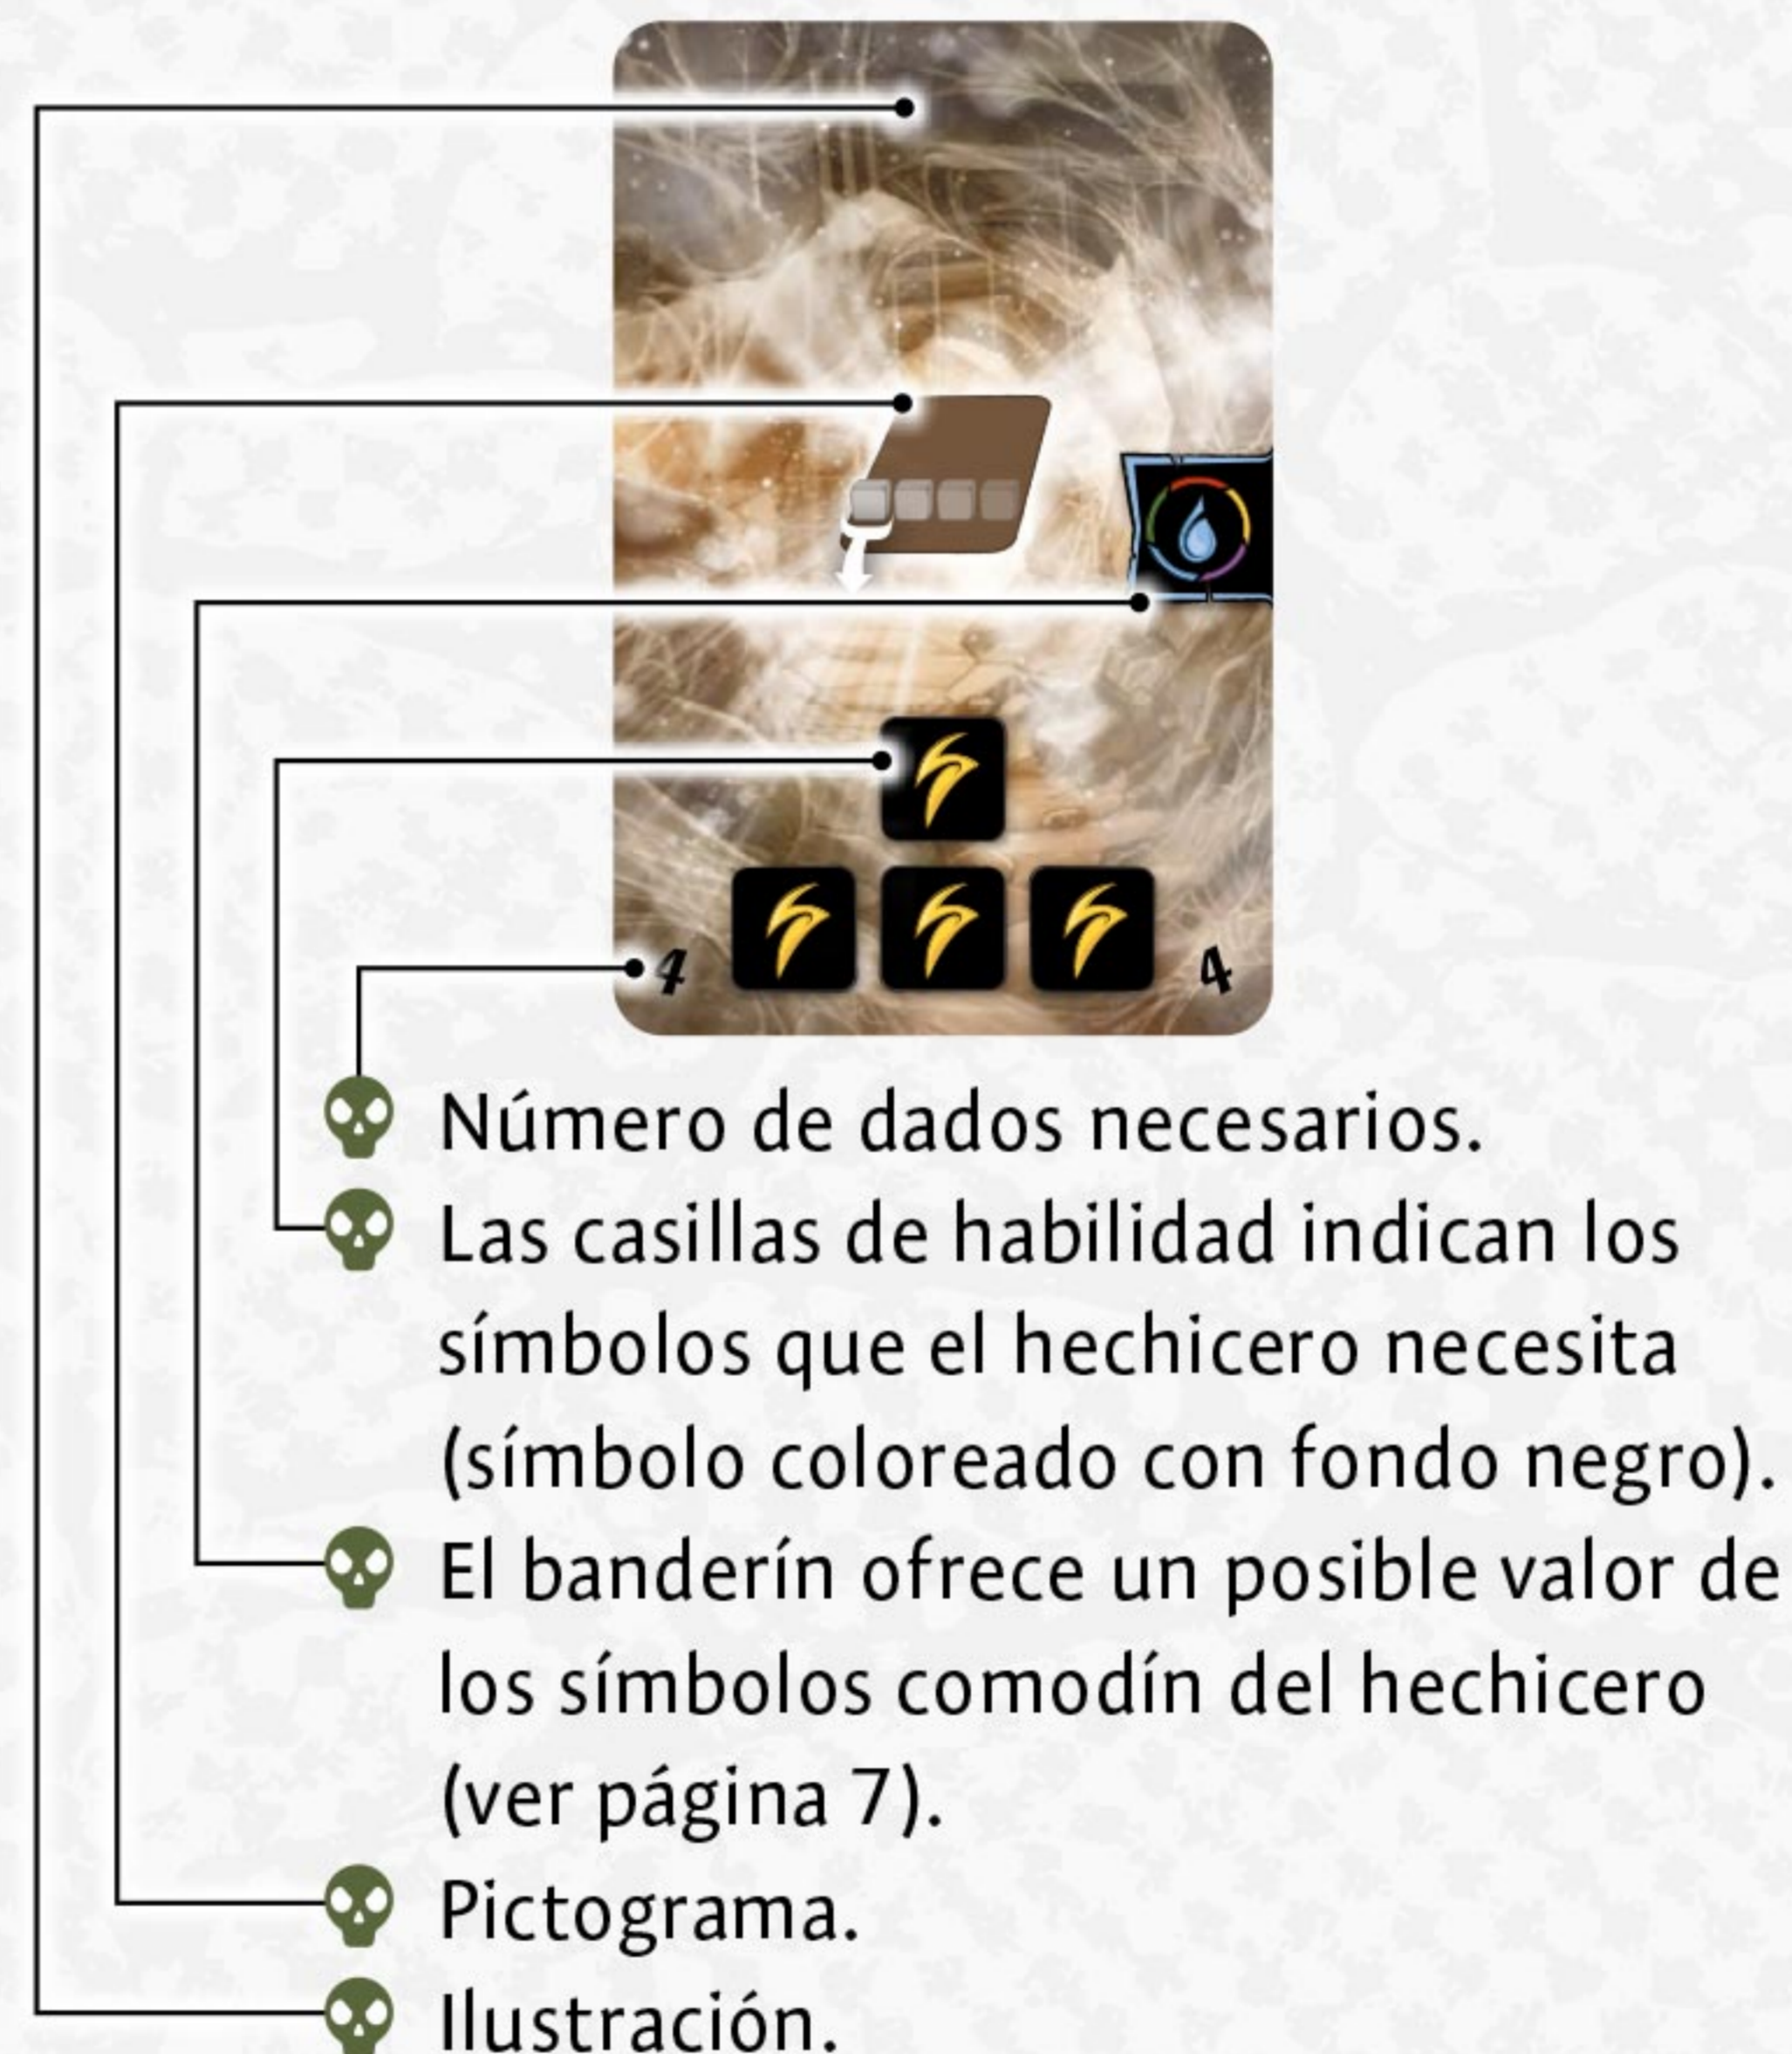 4 4
Número de dados necesarios.
Las casillas de habilidad indican los
símbolos que el hechicero necesita
(símbolo coloreado con fondo negro).
El banderín ofrece un posible valor de
los símbolos comodín del hechicero
(ver página 7).
Pictograma.
Ilustración.